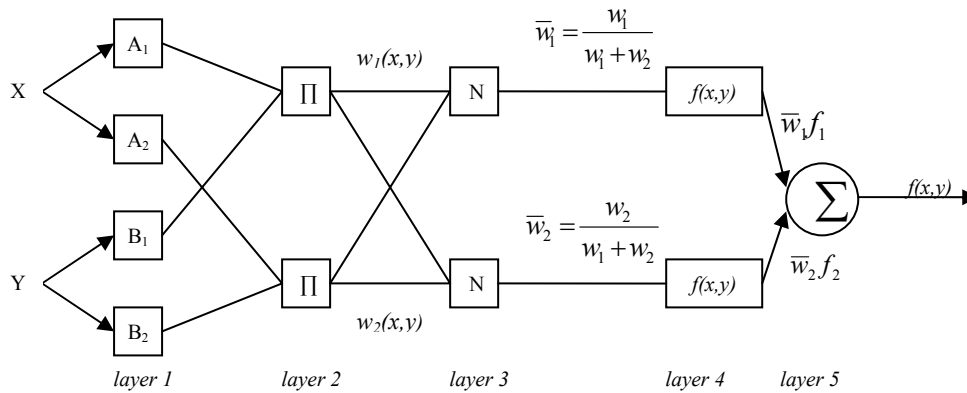 X
Y
A₁
A₂
B₁
B₂
∏
∏
w₁(x,y)
w₂(x,y)
N
N
w̅₁ = w₁ / (w₁ + w₂)
w̅₂ = w₂ / (w₁ + w₂)
f(x,y)
f(x,y)
w̅₁f₁
w̅₂f₂
∑
f(x,y)
layer 1 layer 2 layer 3 layer 4 layer 5